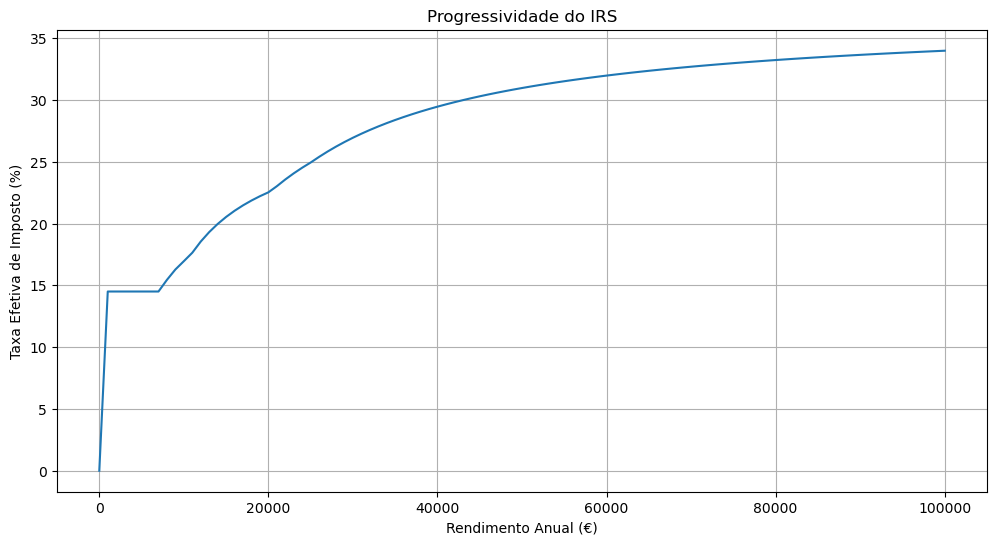 Progressividade do IRS
Taxa Efetiva de Imposto (%)
35
30
25
20
15
10
5
0
0 20000 40000 60000 80000 100000
Rendimento Anual (€)